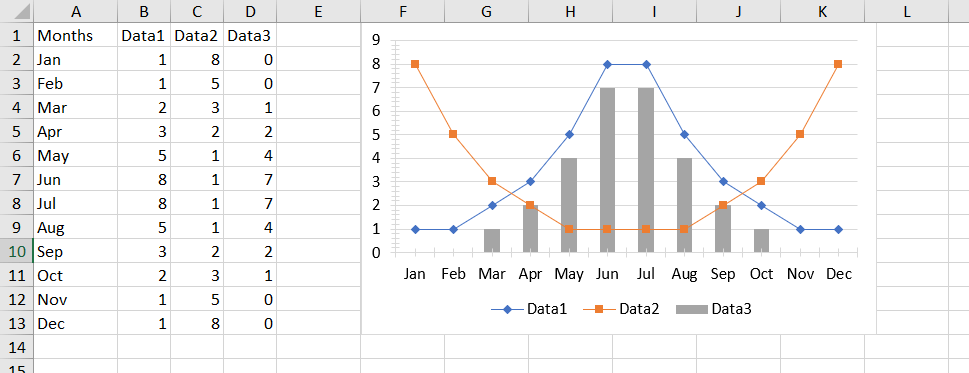 A B C D E F G H I J K L
1 Months Data1 Data2 Data3
2 Jan 1 8 0
3 Feb 1 5 0
4 Mar 2 3 1
5 Apr 3 2 2
6 May 5 1 4
7 Jun 8 1 7
8 Jul 8 1 7
9 Aug 5 1 4
10 Sep 3 2 2
11 Oct 2 3 1
12 Nov 1 5 0
13 Dec 1 8 0
14
15
9
8
7
6
5
4
3
2
1
0
Jan Feb Mar Apr May Jun Jul Aug Sep Oct Nov Dec
Data1 Data2 Data3